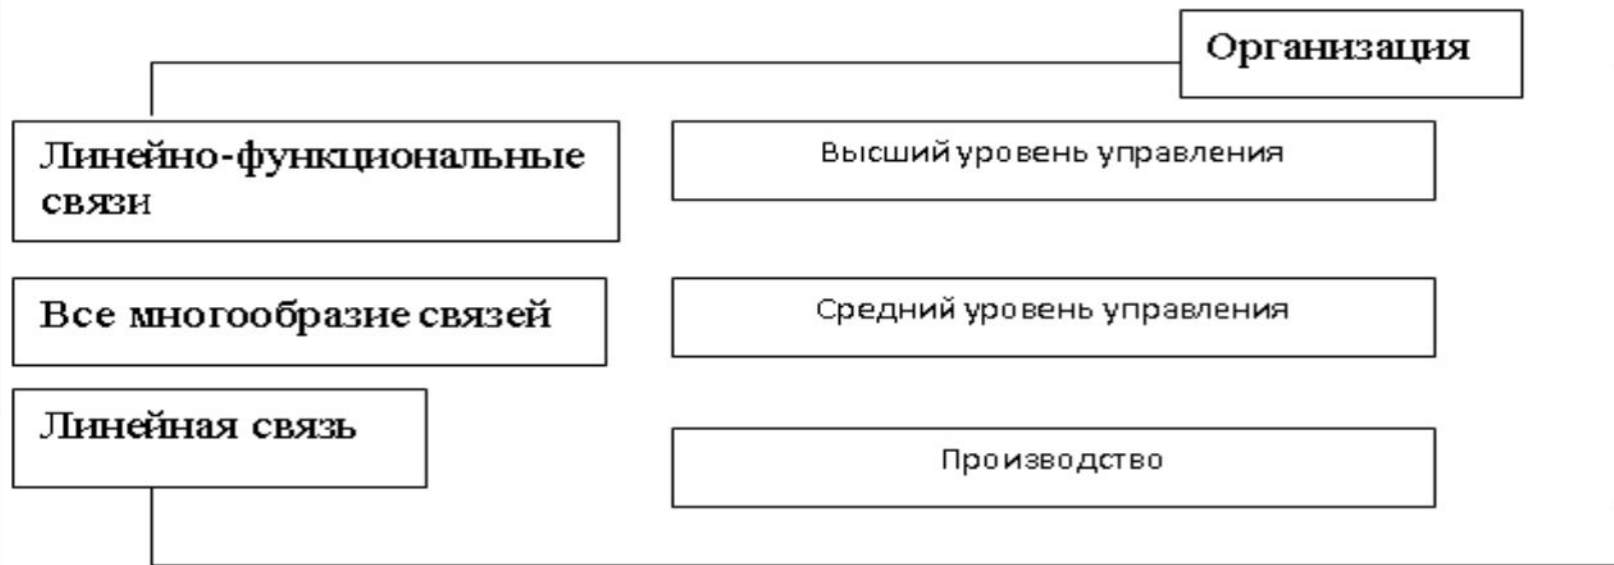 Организация
Линейно-функциональные
связи
Высший уровень управления
Все многообразие связей
Средний уровень управления
Линейная связь
Производство